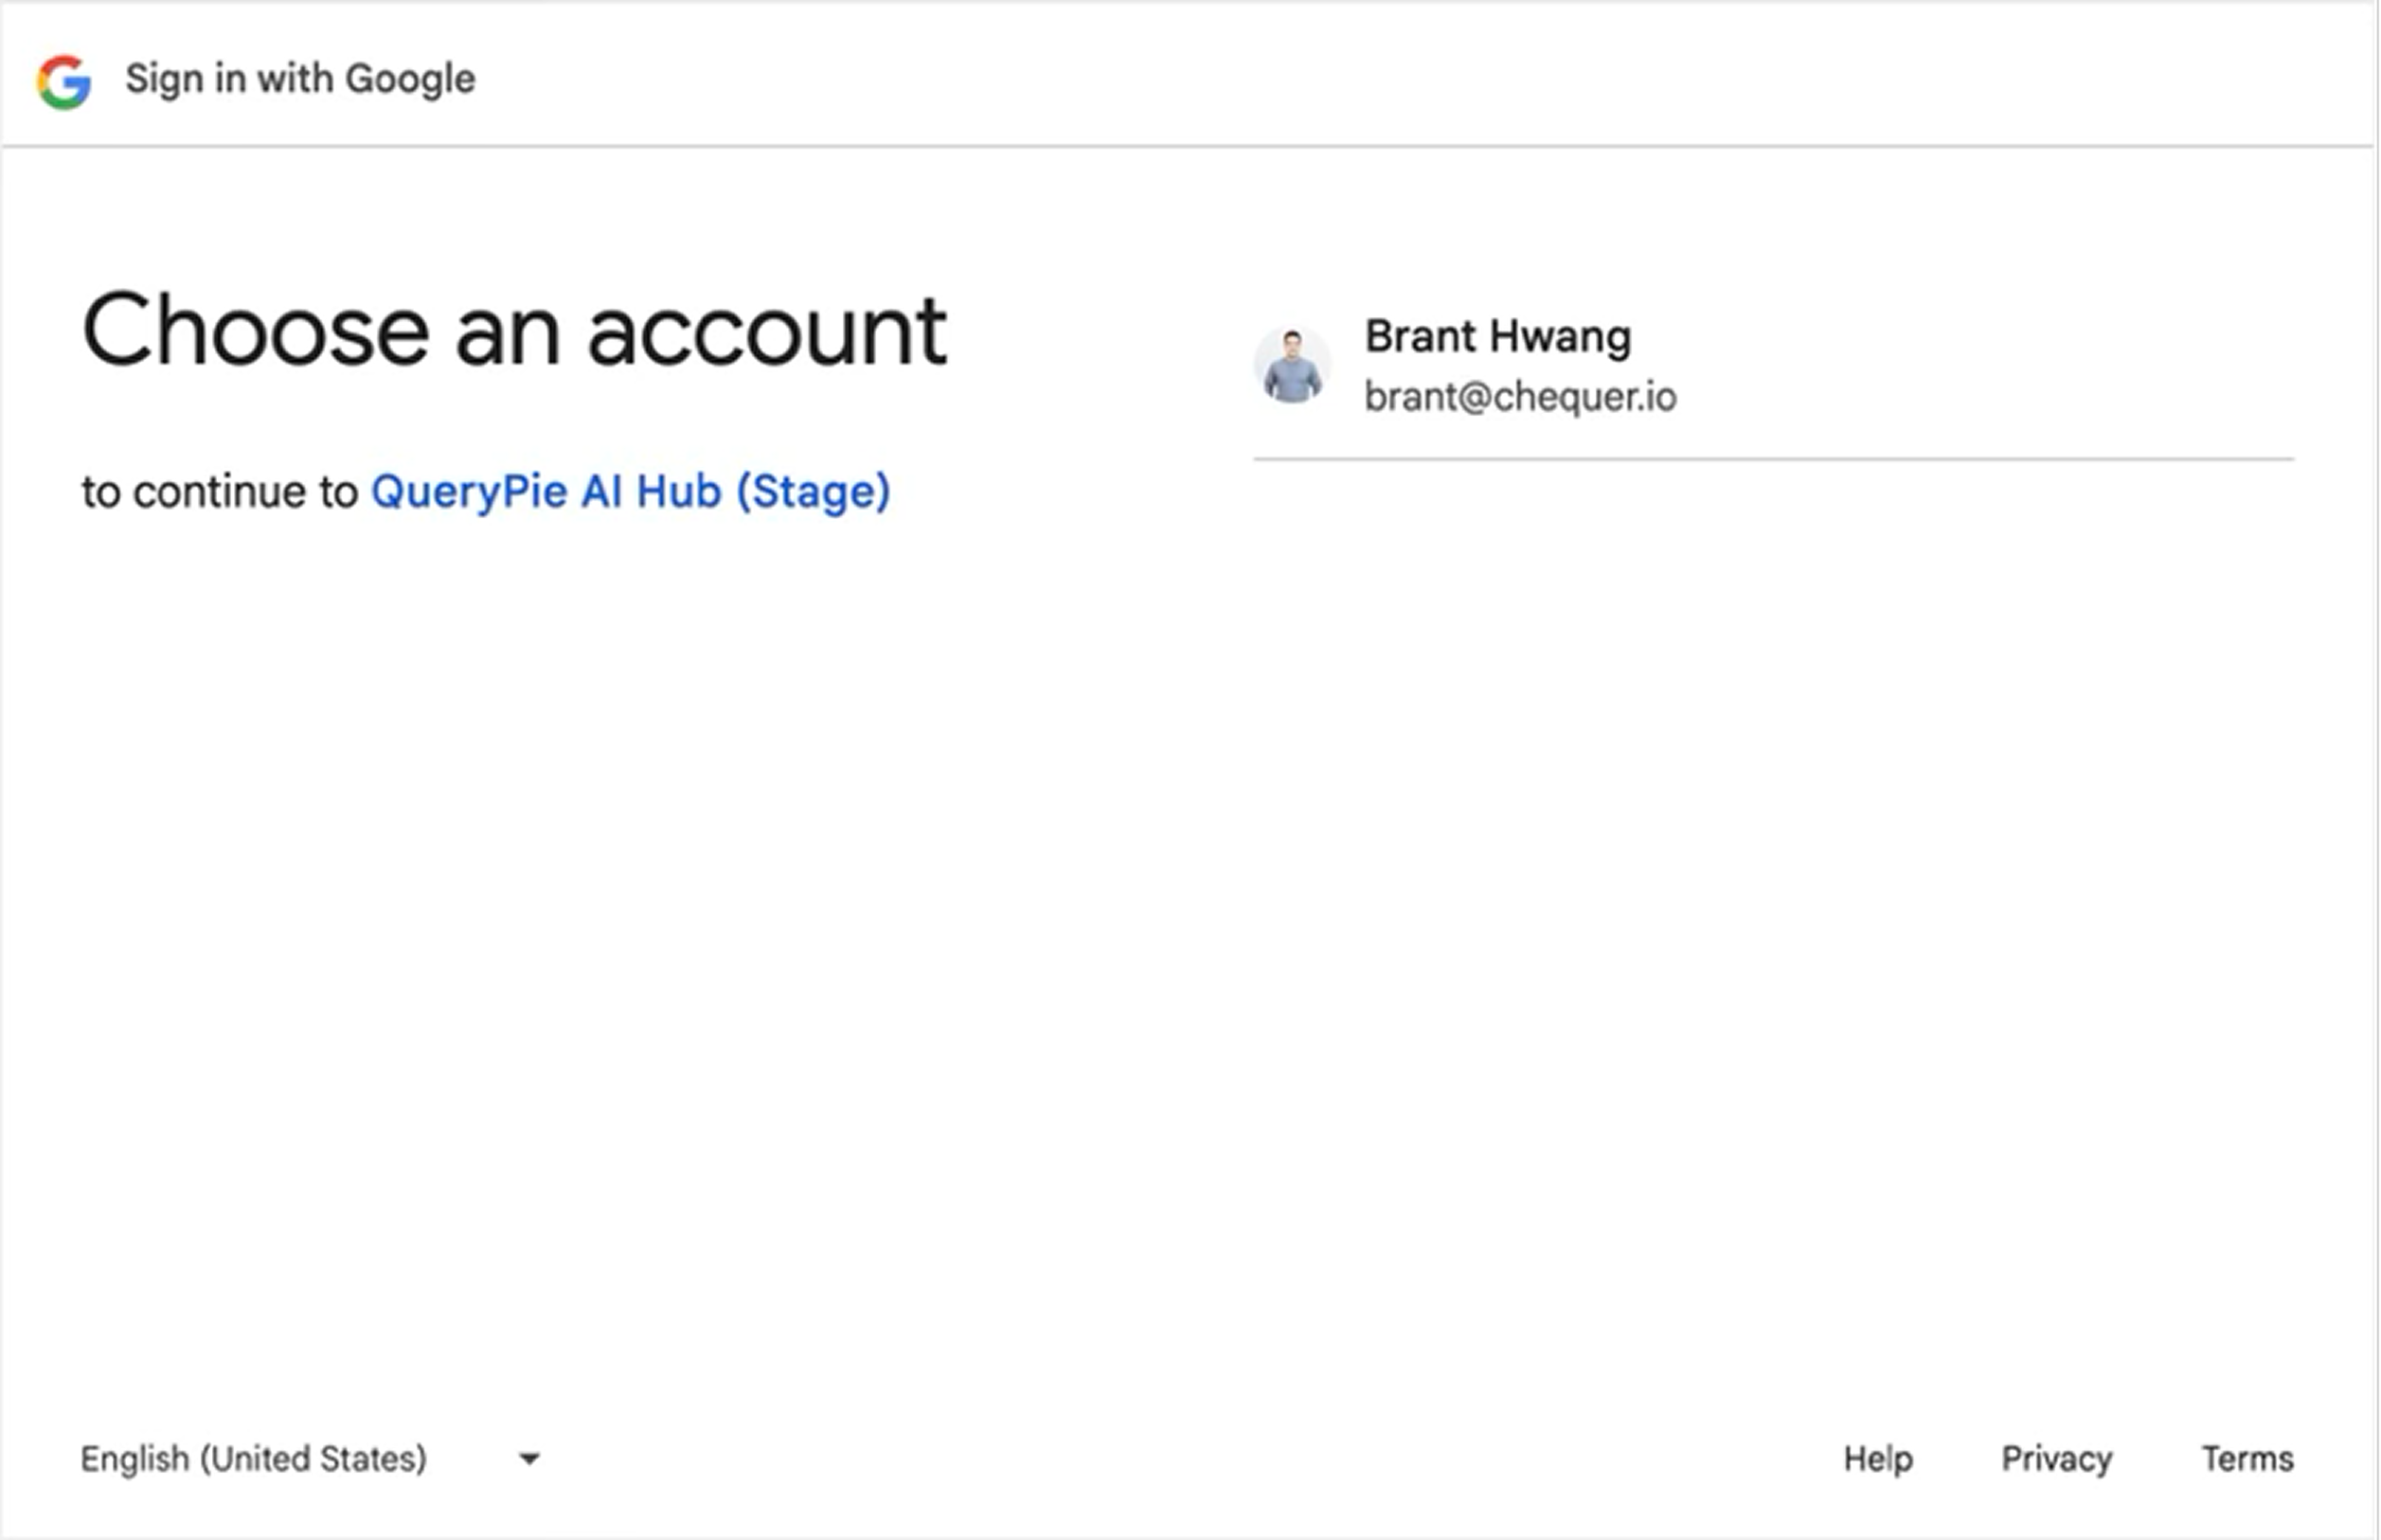 Sign in with Google
Choose an account
to continue to QueryPie AI Hub (Stage)
Brant Hwang
brant@chequer.io
English (United States)
Help Privacy Terms